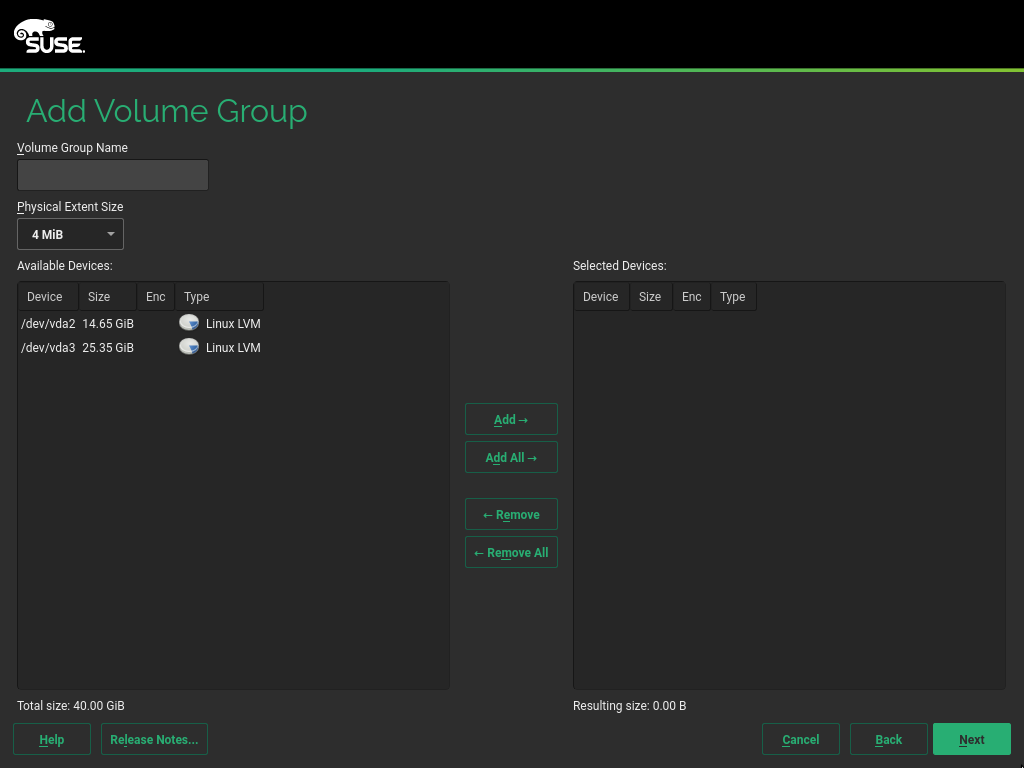 SUSE
Add Volume Group
Volume Group Name
Physical Extent Size
4 MiB
Available Devices:
Selected Devices:
Device Size Enc Type
Device Size Enc Type
/dev/vda2 14.65 GiB Linux LVM
/dev/vda3 25.35 GiB Linux LVM
Add →
Add All →
← Remove
← Remove All
Total size: 40.00 GiB
Resulting size: 0.00 B
Help Release Notes... Cancel Back Next